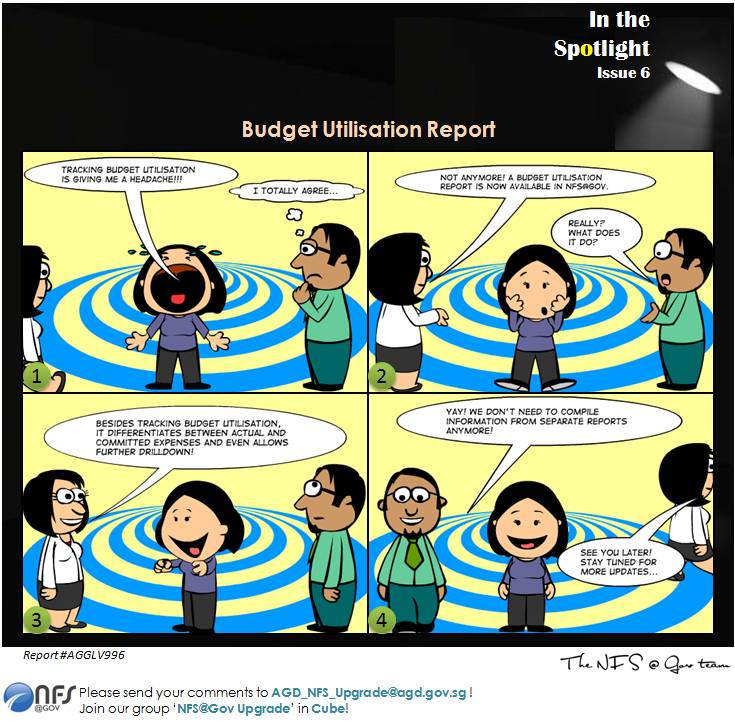 In the
Spotlight
Issue 6
Budget Utilisation Report
TRACKING BUDGET UTILISATION
IS GIVING ME A HEADACHE!!!
I TOTALLY AGREE...
1
NOT ANYMORE! A BUDGET UTILISATION
REPORT IS NOW AVAILABLE IN NFS@GOV.
REALLY?
WHAT DOES
IT DO?
2
BESIDES TRACKING BUDGET UTILISATION,
IT DIFFERENTIATES BETWEEN ACTUAL AND
COMMITTED EXPENSES AND EVEN ALLOWS
FURTHER DRILLDOWN!
3
YAY! WE DON'T NEED TO COMPILE
INFORMATION FROM SEPARATE REPORTS
ANYMORE!
SEE YOU LATER!
STAY TUNED FOR
MORE UPDATES...
4
Report #AGGLV996
The NFS @ Gov team
nfs
@GOV
Please send your comments to AGD_NFS_Upgrade@agd.gov.sg !
Join our group 'NFS@Gov Upgrade' in Cube!